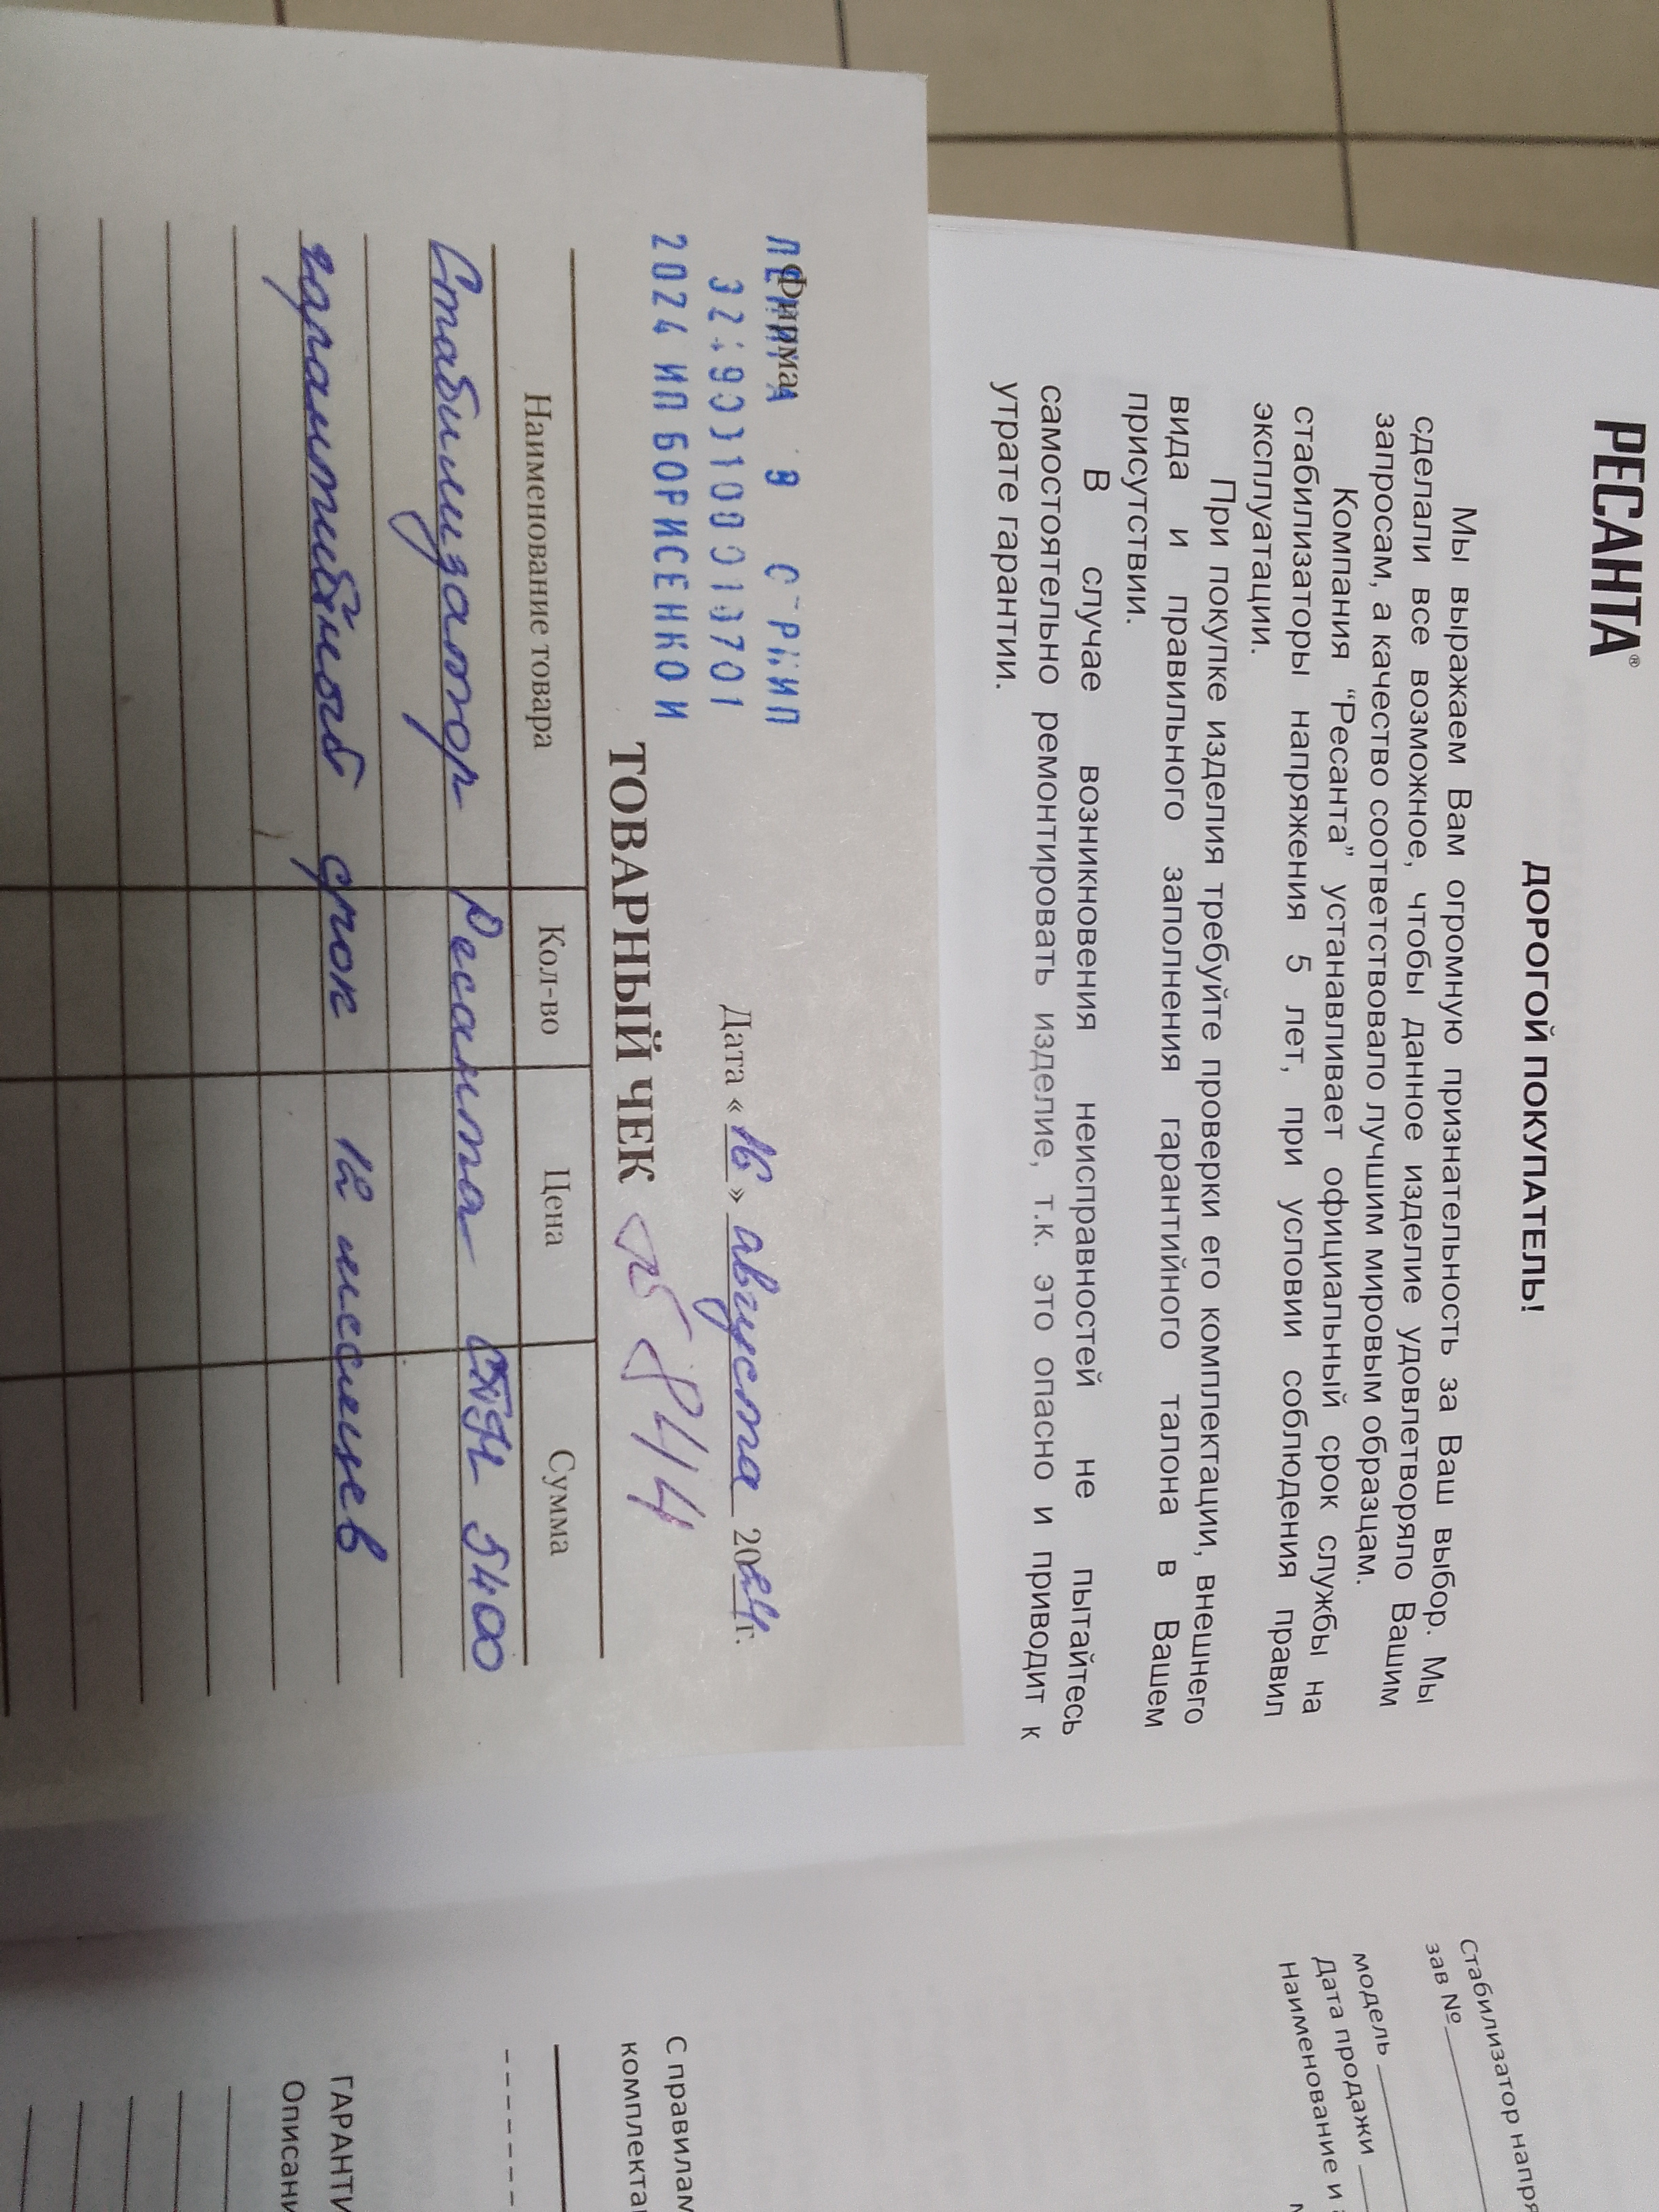 РЕСАНТА®
ДОРОГОЙ ПОКУПАТЕЛЬ!
Мы выражаем Вам огромную признательность за Ваш выбор. Мы
сделали все возможное, чтобы данное изделие удовлетворяло Вашим
запросам, а качество соответствовало лучшим мировым образцам.
Компания “Ресанта” устанавливает официальный срок службы на
стабилизаторы напряжения 5 лет, при условии соблюдения правил
эксплуатации.
При покупке изделия требуйте проверки его комплектации, внешнего
вида и правильного заполнения гарантийного талона в Вашем
присутствии.
В случае возникновения неисправностей не пытайтесь
самостоятельно ремонтировать изделие, т.к. это опасно и приводит к
утрате гарантии.
Фирма
2024 ИП БОРИСЕНКО И
Дата « 16 » августа 2024г.
ТОВАРНЫЙ ЧЕК
Наименование товара Кол-во Цена Сумма
Стабилизатор Ресанта 5400
гарантийный срок 12 месяцев
Стабилизатор напря
зав №
модель
Дата продажи
Наименование и
С правилам
комплекта
ГАРАНТИ
Описани